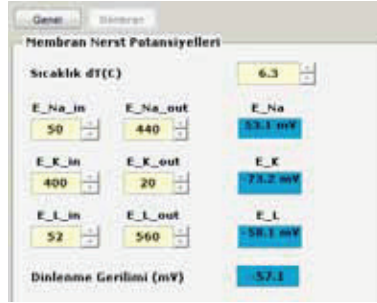 Genel Membran
Membran Nerst Potansiyelleri
Sıcaklık dT(C) 6.3
E_Na_in E_Na_out E_Na
50 440 53.1 mV
E_K_in E_K_out E_K
400 20 -73.2 mV
E_L_in E_L_out E_L
52 560 -58.1 mV
Dinlenme Gerilimi (mV) -57.1